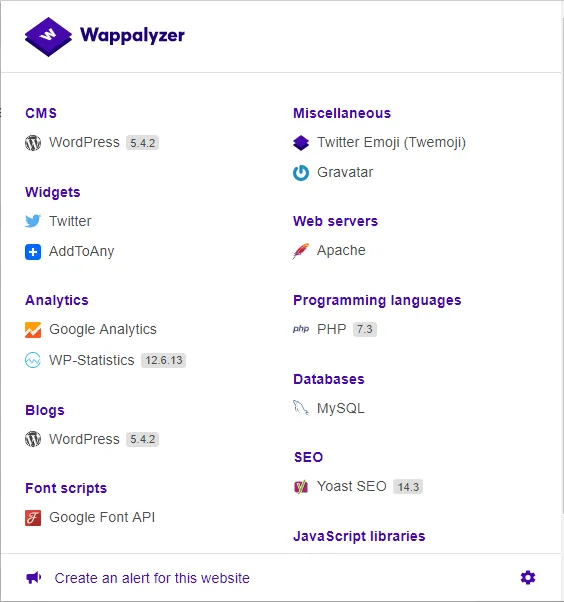 Wappalyzer
CMS
WordPress 5.4.2
Widgets
Twitter
AddToAny
Analytics
Google Analytics
WP-Statistics 12.6.13
Blogs
WordPress 5.4.2
Font scripts
Google Font API
Miscellaneous
Twitter Emoji (Twemoji)
Gravatar
Web servers
Apache
Programming languages
php PHP 7.3
Databases
MySQL
SEO
Yoast SEO 14.3
JavaScript libraries
Create an alert for this website